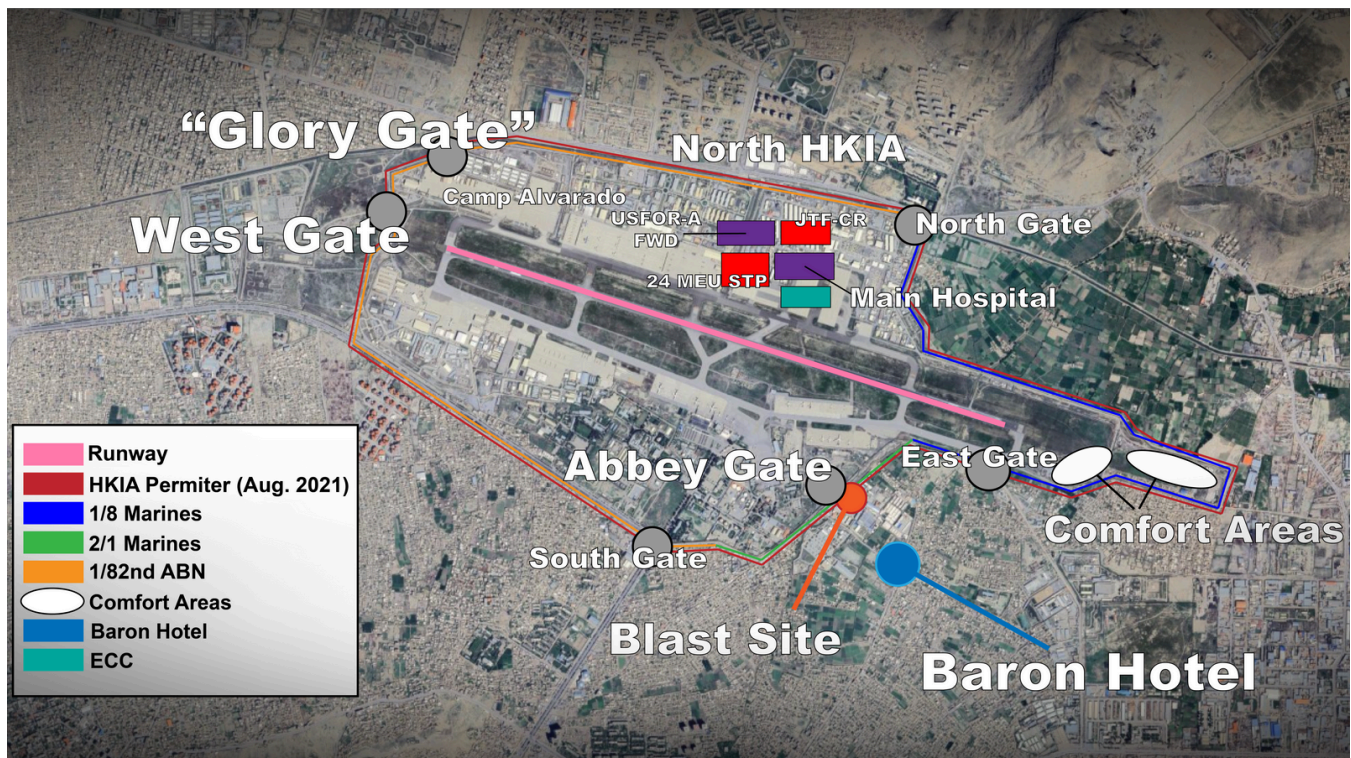 “Glory Gate”
North HKIA
Camp Alvarado
USFOR-A
FWD
JTF-CR
North Gate
West Gate
24 MEU STP
Main Hospital
Runway
HKIA Permiter (Aug. 2021)
1/8 Marines
2/1 Marines
1/82nd ABN
Comfort Areas
Baron Hotel
ECC
Abbey Gate
East Gate
Comfort Areas
South Gate
Blast Site
Baron Hotel